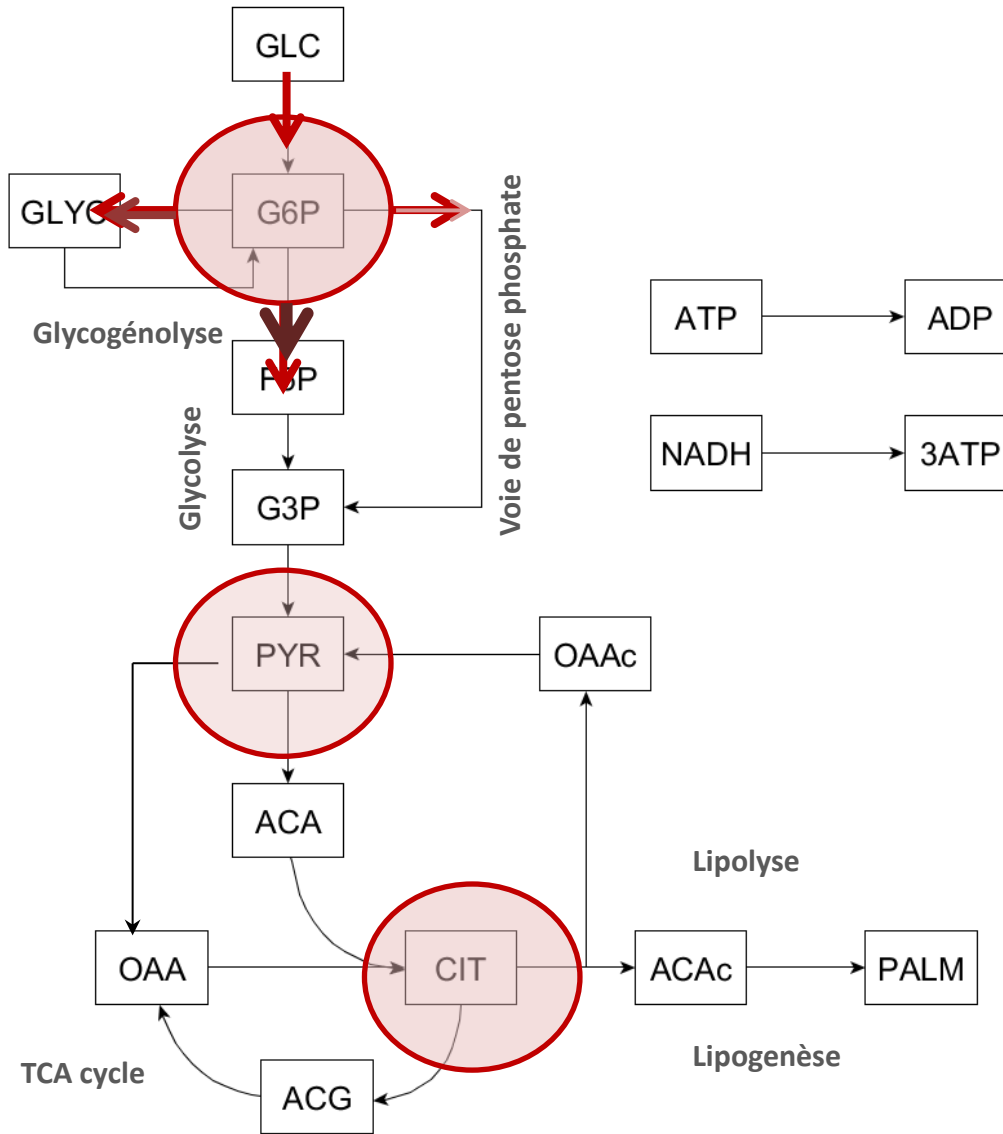 GLC
GLYC
G6P
Glycogénolyse
Voie de pentose phosphate
ATP
ADP
Glycolyse
NADH
3ATP
G3P
PYR
OAAc
ACA
Lipolyse
OAA
CIT
ACAc
PALM
TCA cycle
Lipogenèse
ACG